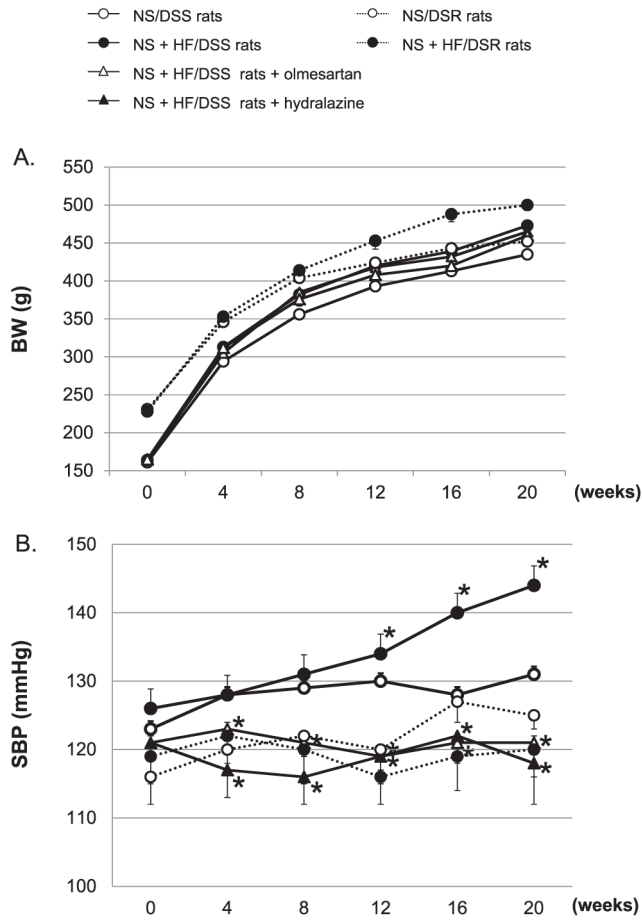 NS/DSS rats
NS/DSR rats
NS + HF/DSS rats
NS + HF/DSR rats
NS + HF/DSS rats + olmesartan
NS + HF/DSS rats + hydralazine
A.
550
500
450
400
350
300
250
200
150
BW (g)
0 4 8 12 16 20 (weeks)
B.
150
140
130
120
110
100
SBP (mmHg)
* * *
* * * * *
* * *
0 4 8 12 16 20 (weeks)